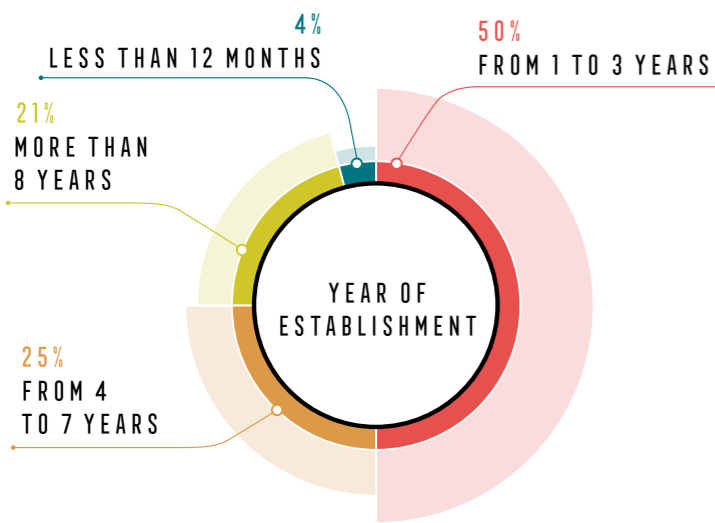 4%
LESS THAN 12 MONTHS
50%
FROM 1 TO 3 YEARS
21%
MORE THAN
8 YEARS
YEAR OF
ESTABLISHMENT
25%
FROM 4
TO 7 YEARS